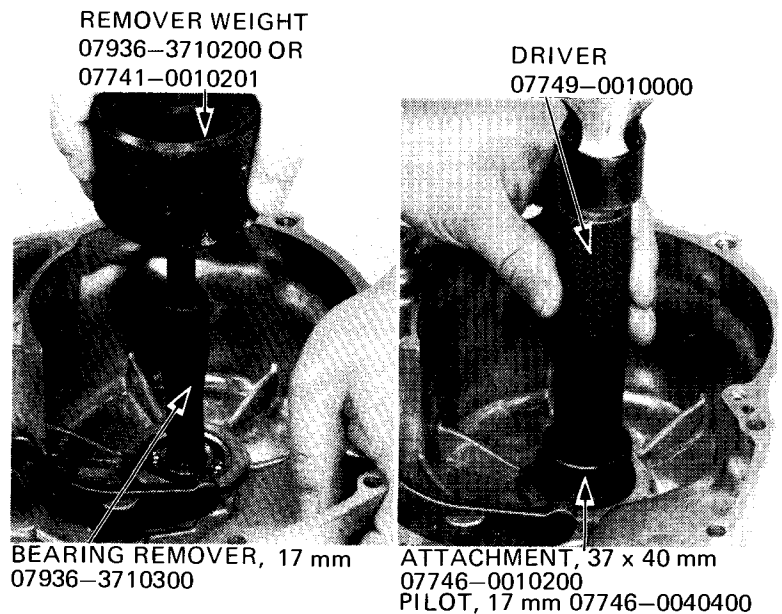 REMOVER WEIGHT
07936–3710200 OR
07741–0010201
DRIVER
07749–0010000
BEARING REMOVER, 17 mm
07936–3710300
ATTACHMENT, 37 x 40 mm
07746–0010200
PILOT, 17 mm 07746–0040400